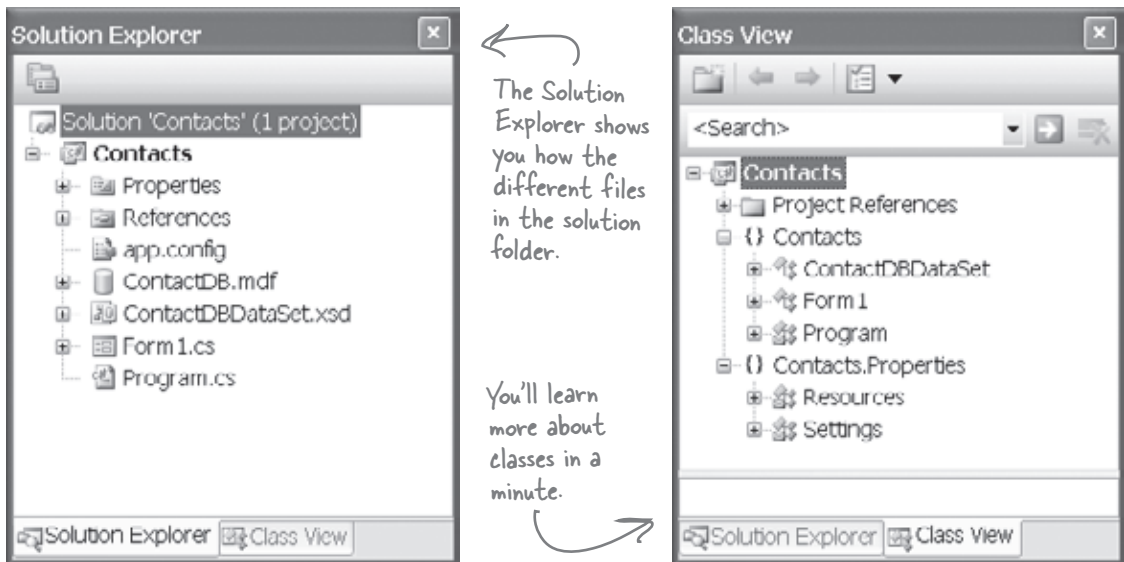 Solution Explorer
Solution 'Contacts' (1 project)
Contacts
Properties
References
app.config
ContactDB.mdf
ContactDBDataSet.xsd
Form1.cs
Program.cs
Solution Explorer
Class View
The Solution
Explorer shows
you how the
different files
in the solution
folder.
You'll learn
more about
classes in a
minute.
Class View
<Search>
Contacts
Project References
{} Contacts
ContactDBDataSet
Form1
Program
{} Contacts.Properties
Resources
Settings
Solution Explorer
Class View